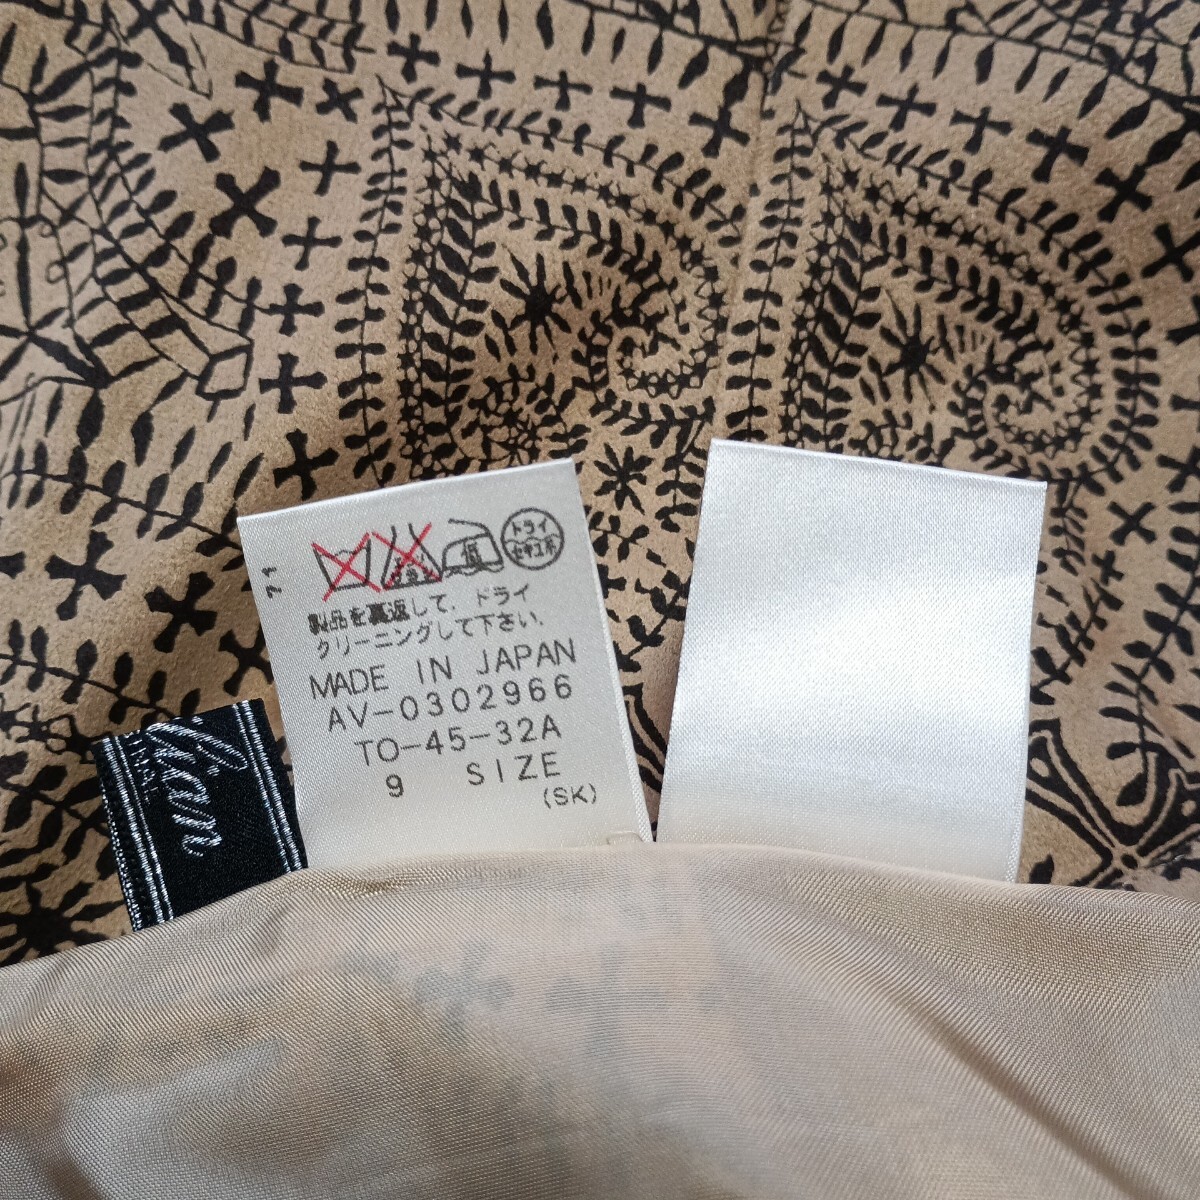 71
低
ドライ
セキユ系
製品を裏返して、ドライ
クリーニングして下さい.
MADE IN JAPAN
AV-0302966
TO-45-32A
9 SIZE
(SK)